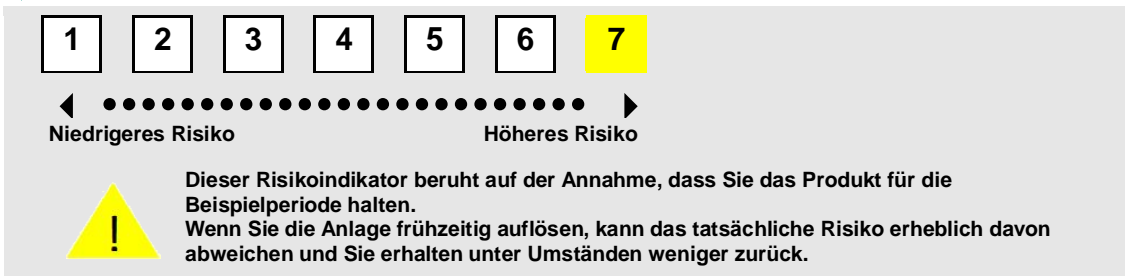 1 2 3 4 5 6 7
Niedrigeres Risiko Höheres Risiko
! Dieser Risikoindikator beruht auf der Annahme, dass Sie das Produkt für die
Beispielperiode halten.
Wenn Sie die Anlage frühzeitig auflösen, kann das tatsächliche Risiko erheblich davon
abweichen und Sie erhalten unter Umständen weniger zurück.